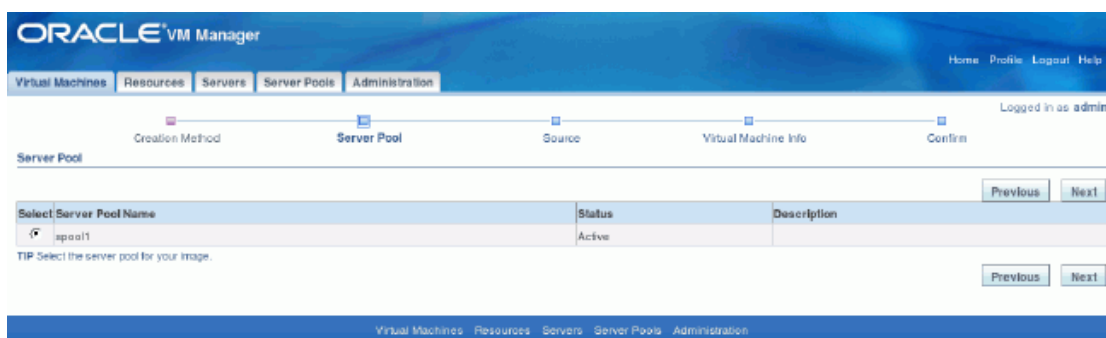 ORACLE VM Manager
Home Profile Logout Help
Virtual Machines Resources Servers Server Pools Administration
Logged in as admin
Creation Method Server Pool Source Virtual Machine Info Confirm
Server Pool
Previous Next
Select Server Pool Name Status Description
spool1 Active
TIP Select the server pool for your image.
Previous Next
Virtual Machines Resources Servers Server Pools Administration